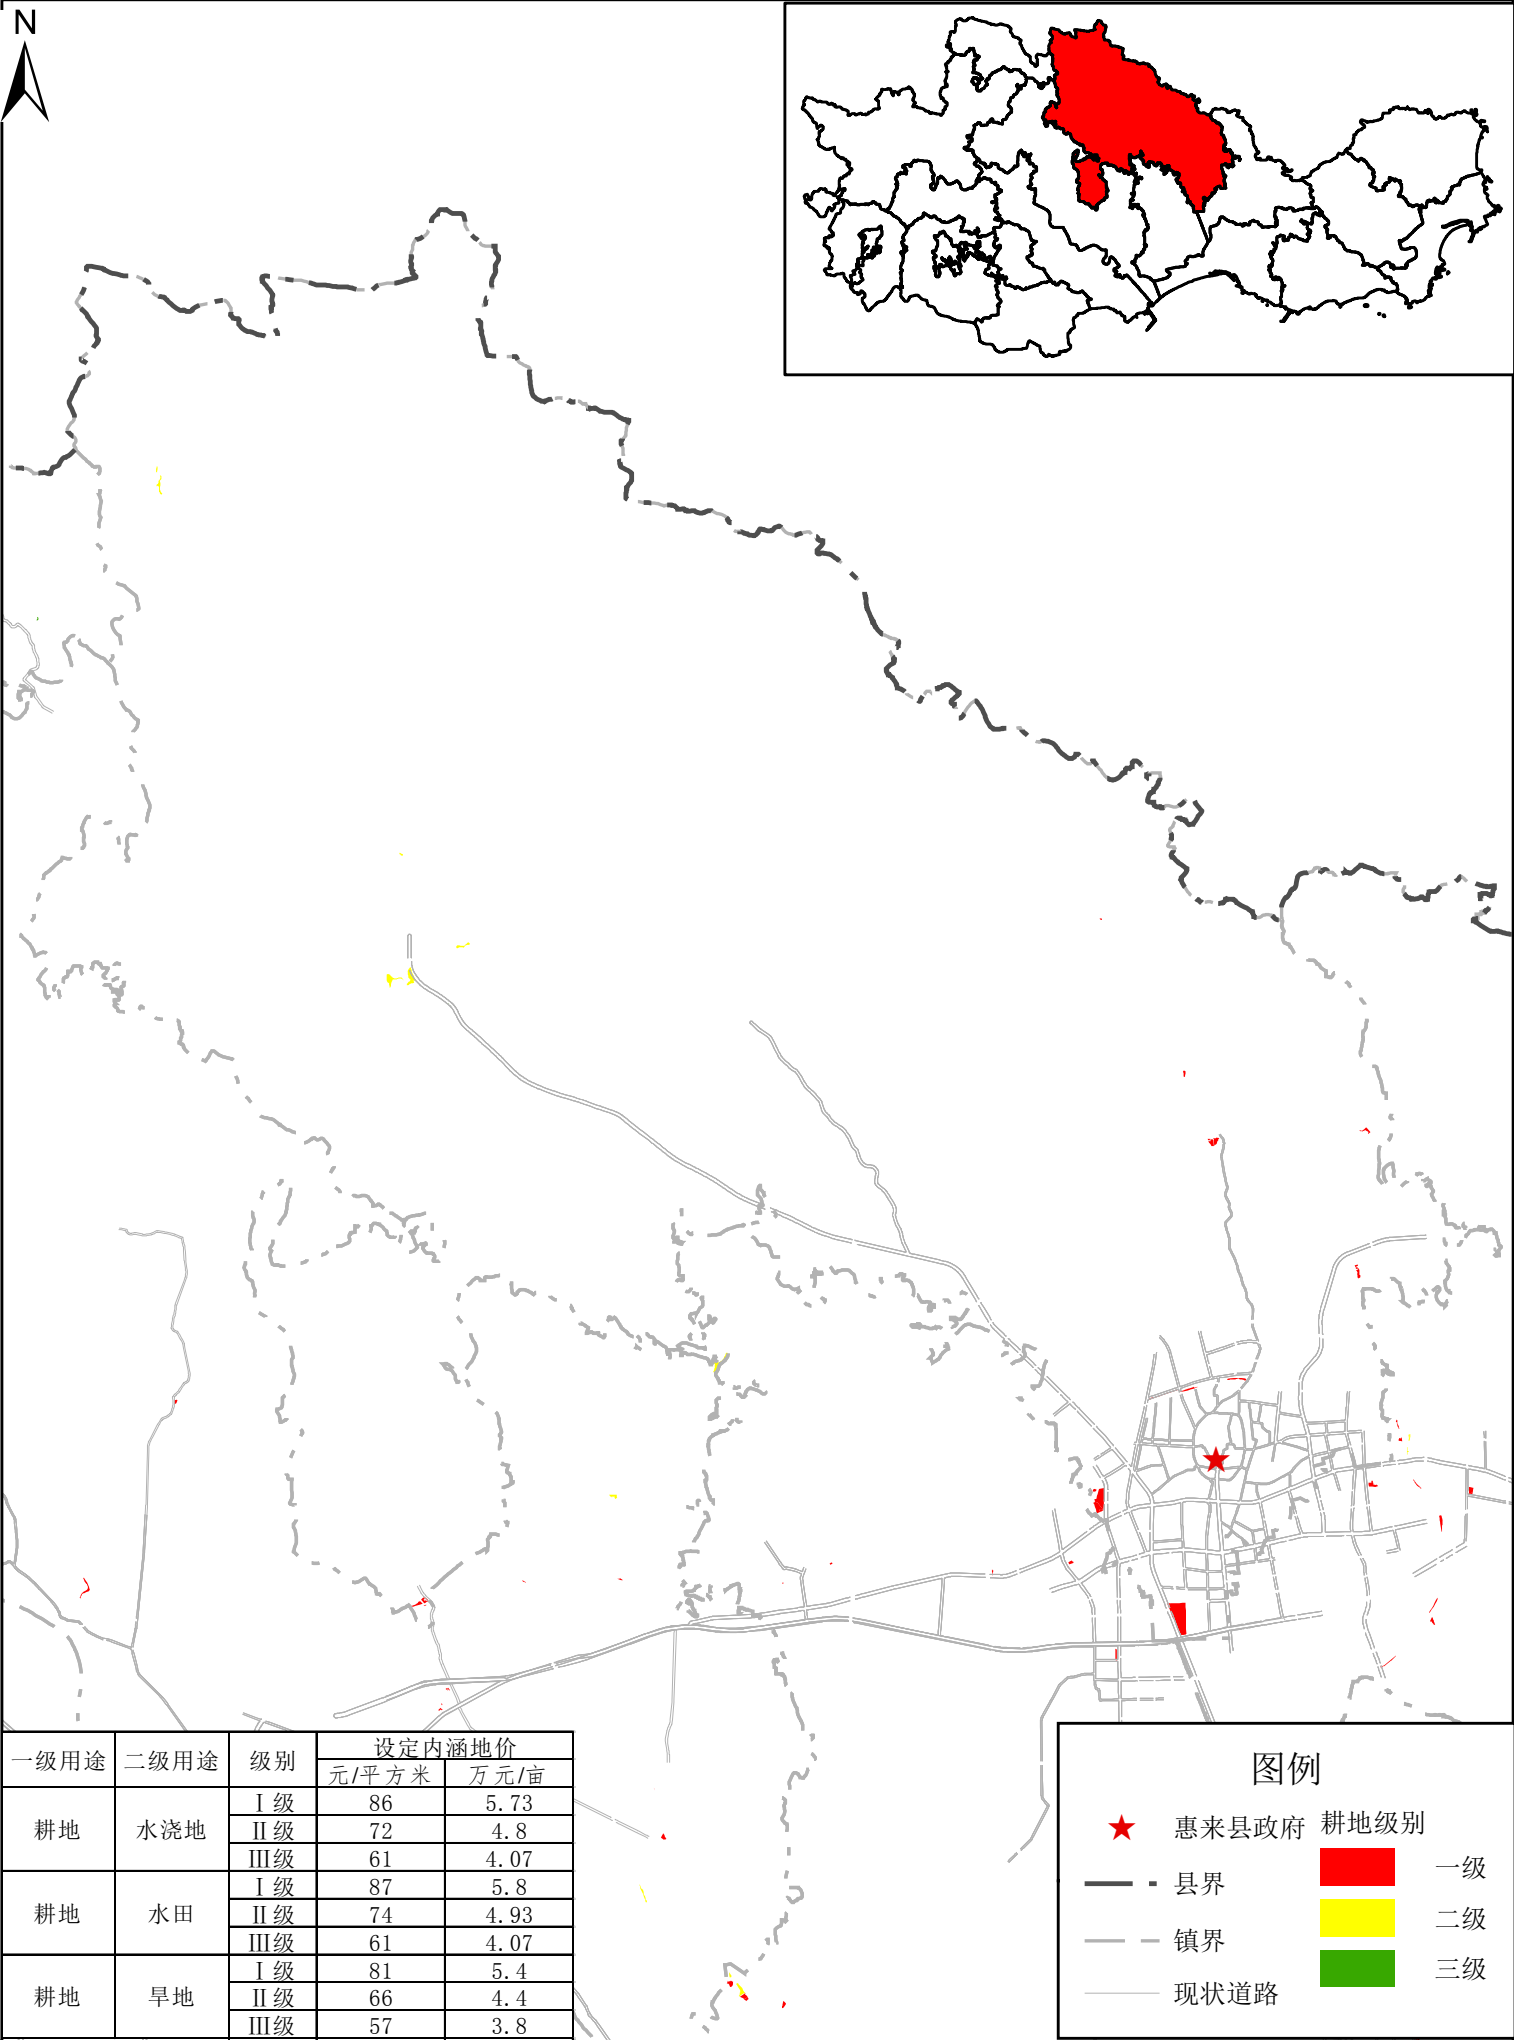 N
一级用途 二级用途 级别 设定内涵地价
元/平方米 万元/亩
耕地 水浇地 Ⅰ级 86 5.73
Ⅱ级 72 4.8
Ⅲ级 61 4.07
耕地 水田 Ⅰ级 87 5.8
Ⅱ级 74 4.93
Ⅲ级 61 4.07
耕地 旱地 Ⅰ级 81 5.4
Ⅱ级 66 4.4
Ⅲ级 57 3.8
图例
惠来县政府 耕地级别
县界 一级
镇界 二级
现状道路 三级